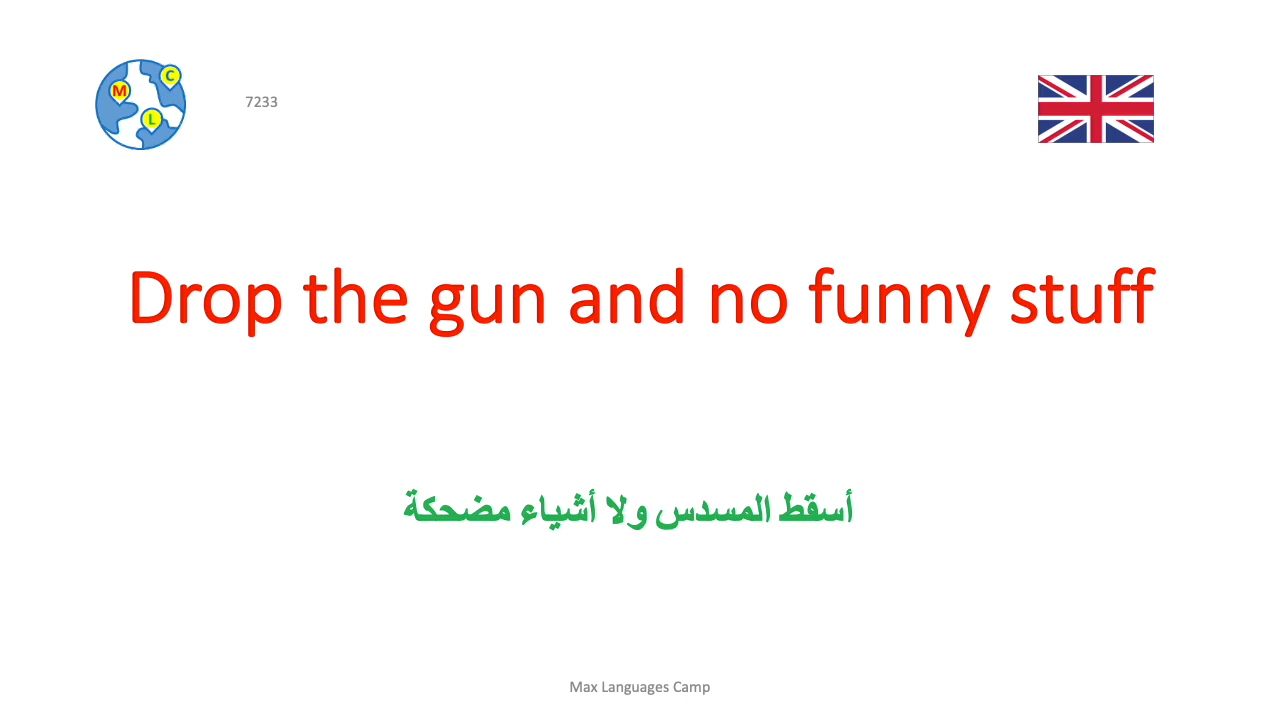 C
M
L
7233
Drop the gun and no funny stuff
أسقط المسدس ولا أشياء مضحكة
Max Languages Camp